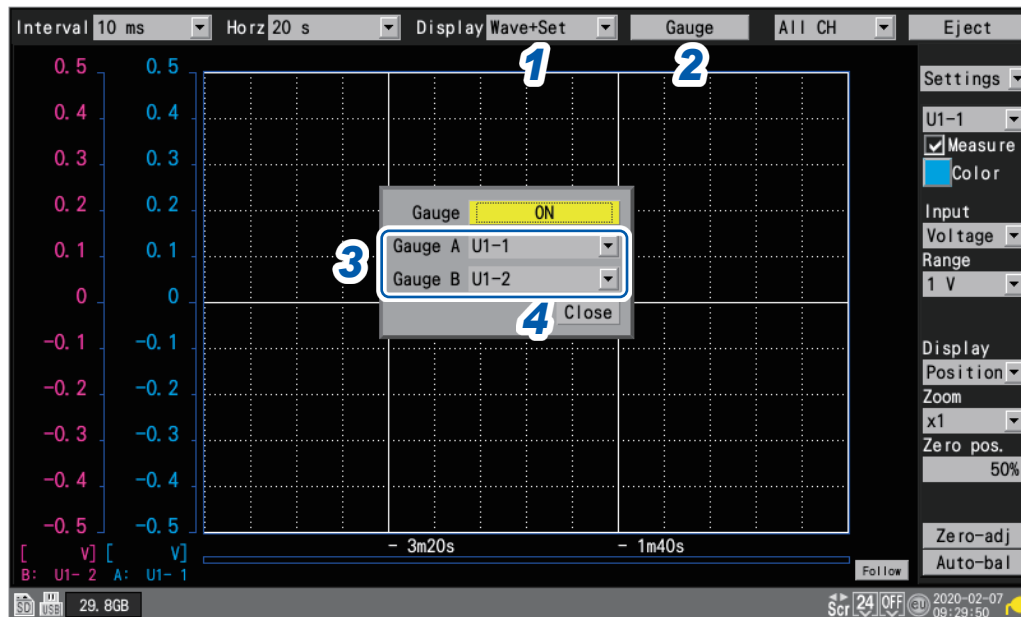 Interval 10 ms Horz 20 s Display Wave+Set Gauge All CH Eject
1 2
0.5 0.5
0.4 0.4
0.3 0.3
0.2 0.2
0.1 0.1
0 0
-0.1 -0.1
-0.2 -0.2
-0.3 -0.3
-0.4 -0.4
-0.5 -0.5
[ V] [ V]
B: U1- 2 A: U1- 1
- 3m20s - 1m40s
Follow
Gauge ON
3
Gauge A U1-1
Gauge B U1-2
4 Close
Settings
U1-1
Measure
Color
Input
Voltage
Range
1 V
Display
Position
Zoom
x1
Zero pos.
50%
Zero-adj
Auto-bal
SD USB 29.8GB Scr 24 OFF eu 2020-02-07
09:29:50